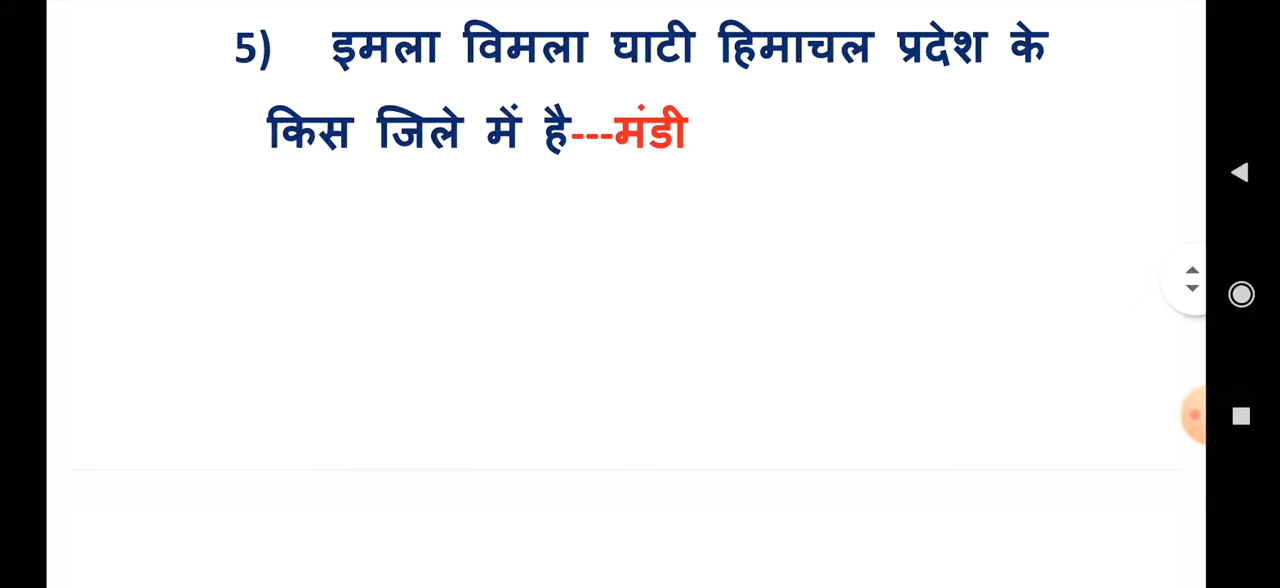 5) इमला विमला घाटी हिमाचल प्रदेश के
किस जिले में है---मंडी